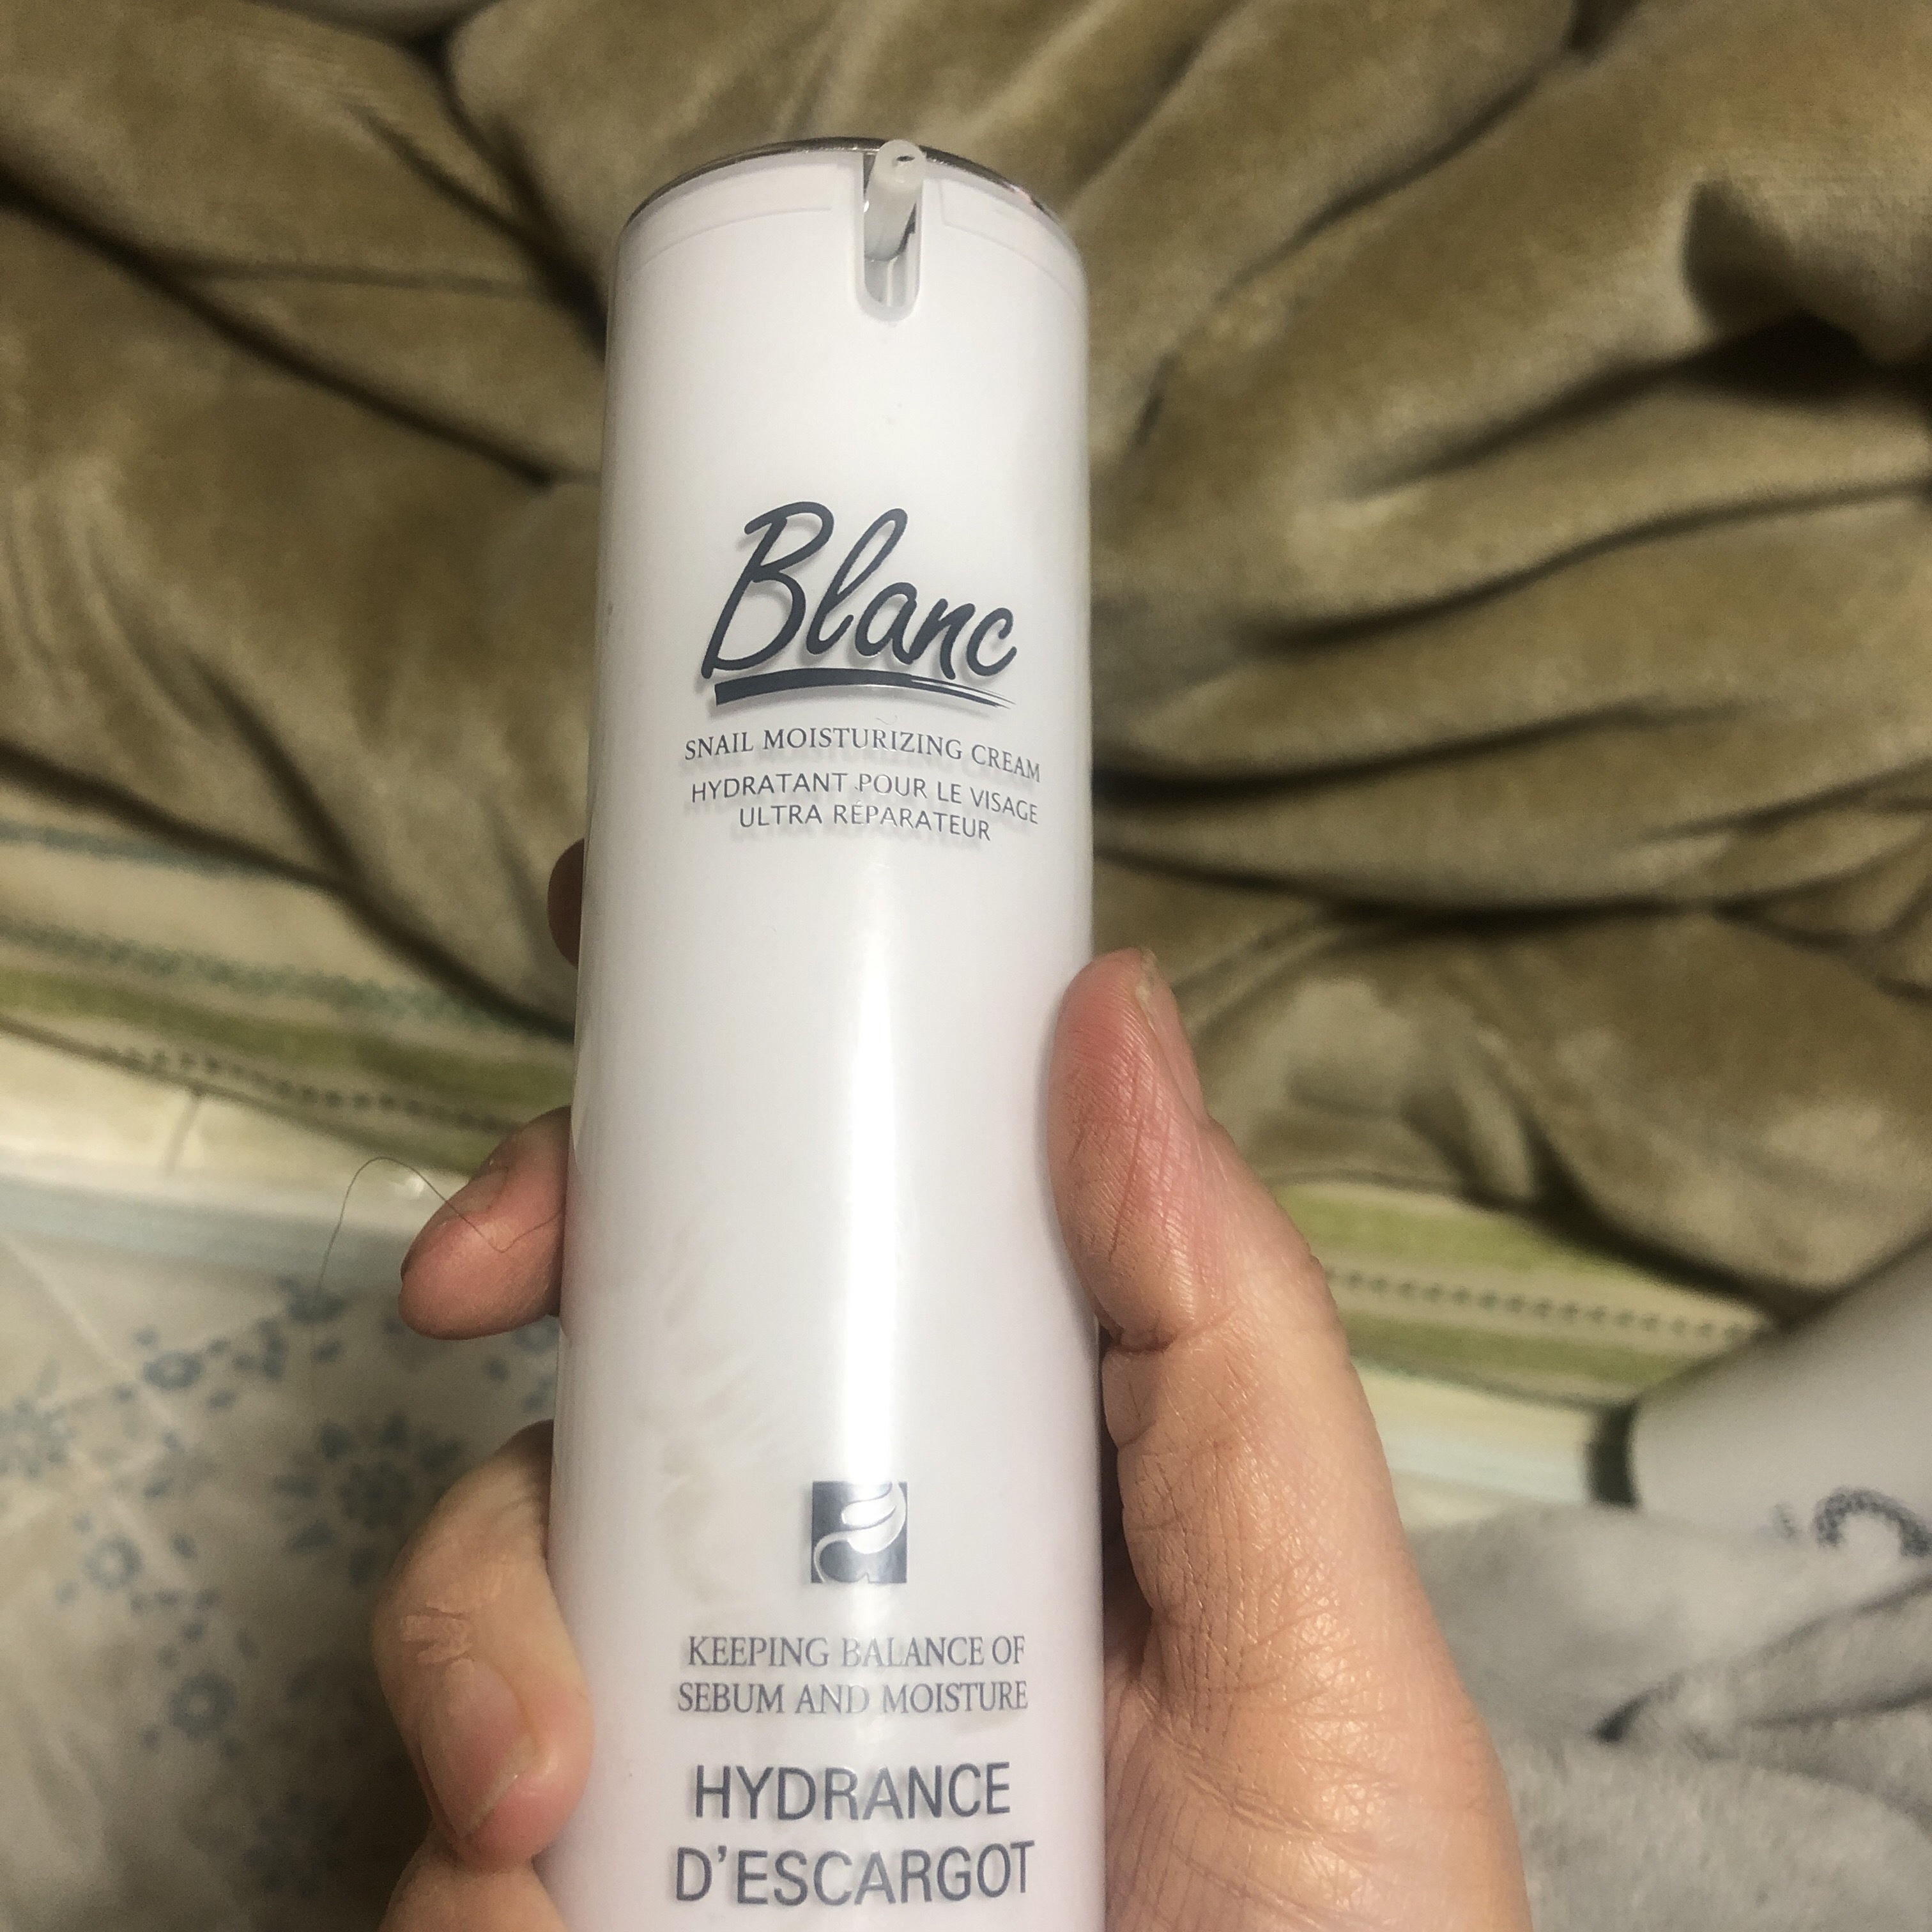 Blanc
SNAIL MOISTURIZING CREAM
HYDRATANT POUR LE VISAGE
ULTRA RÉPARATEUR
KEEPING BALANCE OF
SEBUM AND MOISTURE
HYDRANCE
D'ESCARGOT